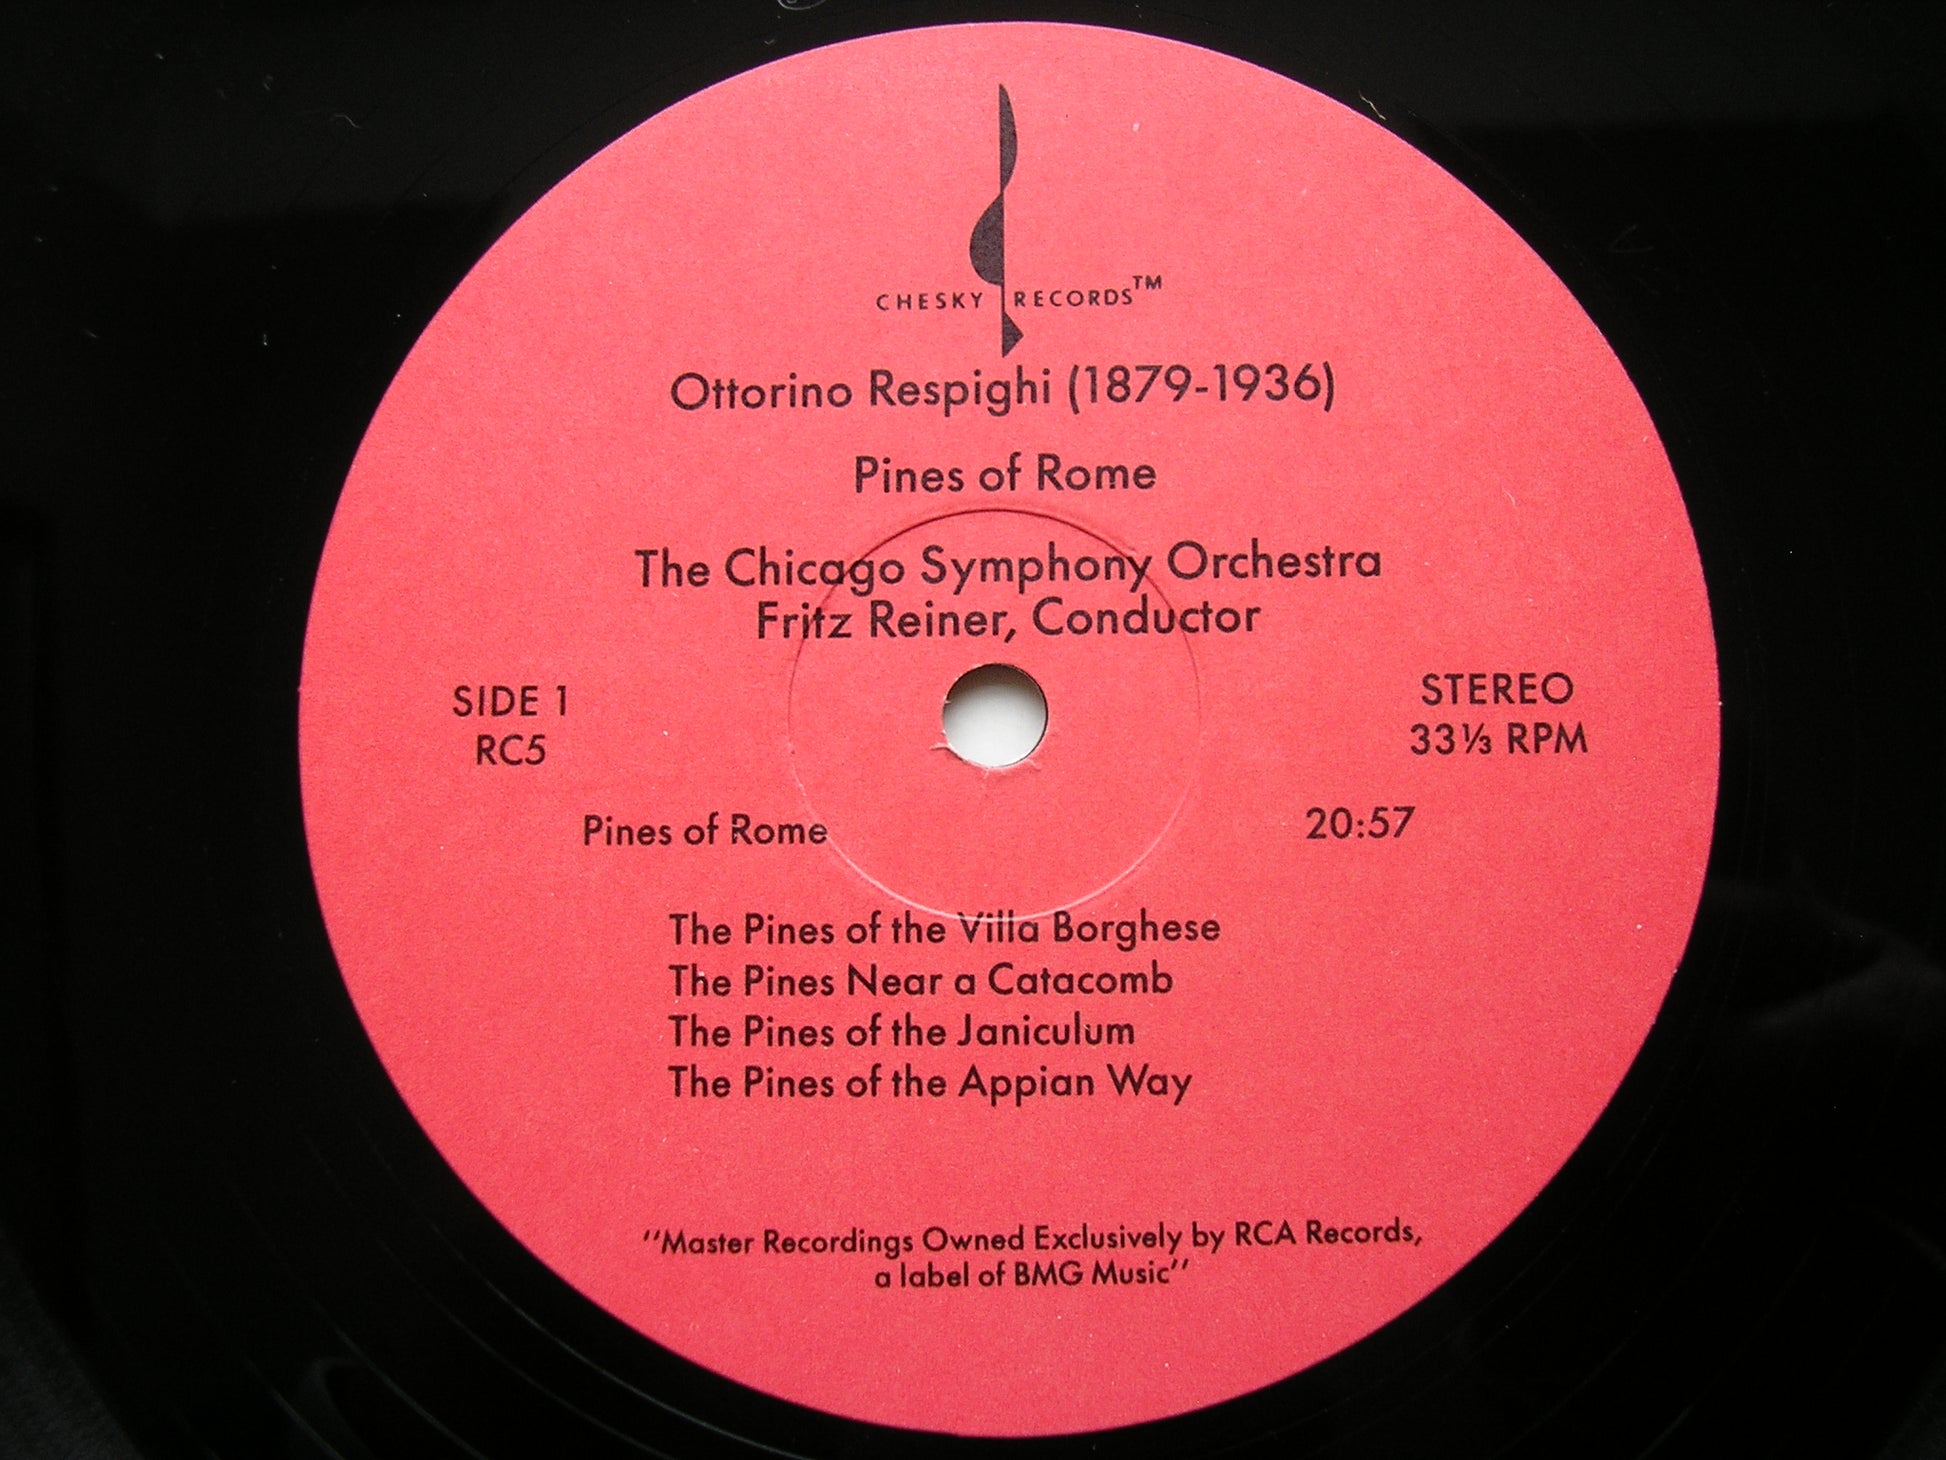 CHESKY RECORDS™
Ottorino Respighi (1879-1936)
Pines of Rome
The Chicago Symphony Orchestra
Fritz Reiner, Conductor
SIDE 1
RC5
STEREO
33⅓ RPM
Pines of Rome 20:57
The Pines of the Villa Borghese
The Pines Near a Catacomb
The Pines of the Janiculum
The Pines of the Appian Way
"Master Recordings Owned Exclusively by RCA Records,
a label of BMG Music"